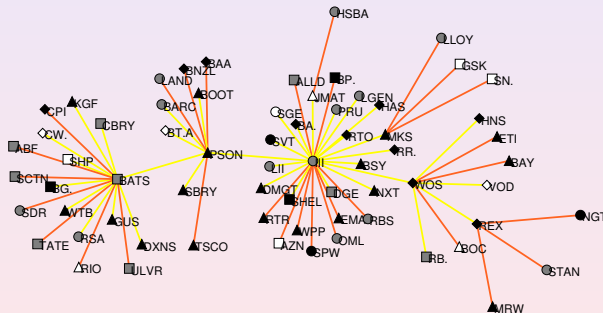 HSBA
LLOY
BAA
BNZL
GSK
LAND
ALLD
BP.
SN.
BOOT
JMAT
LGEN
KGF
BARC
HAS
CPI
SGE
PRU
HNS
CBRY
BA.
CW.
BT.A
RTO
MKS
ETI
SVT
ABF
RR.
PSON
SHP
III
BAY
LII
BSY
SCTN
BATS
WOS
VOD
BG.
OMGT
SBRY
DGE
NXT
SHEL
SDR
WTB
NGT
RTR
EMA
RBS
GUS
REX
WPP
RSA
OML
TATE
DXNS
TSCO
AZN
BOC
SPW
RB.
RIO
ULVR
STAN
MRW